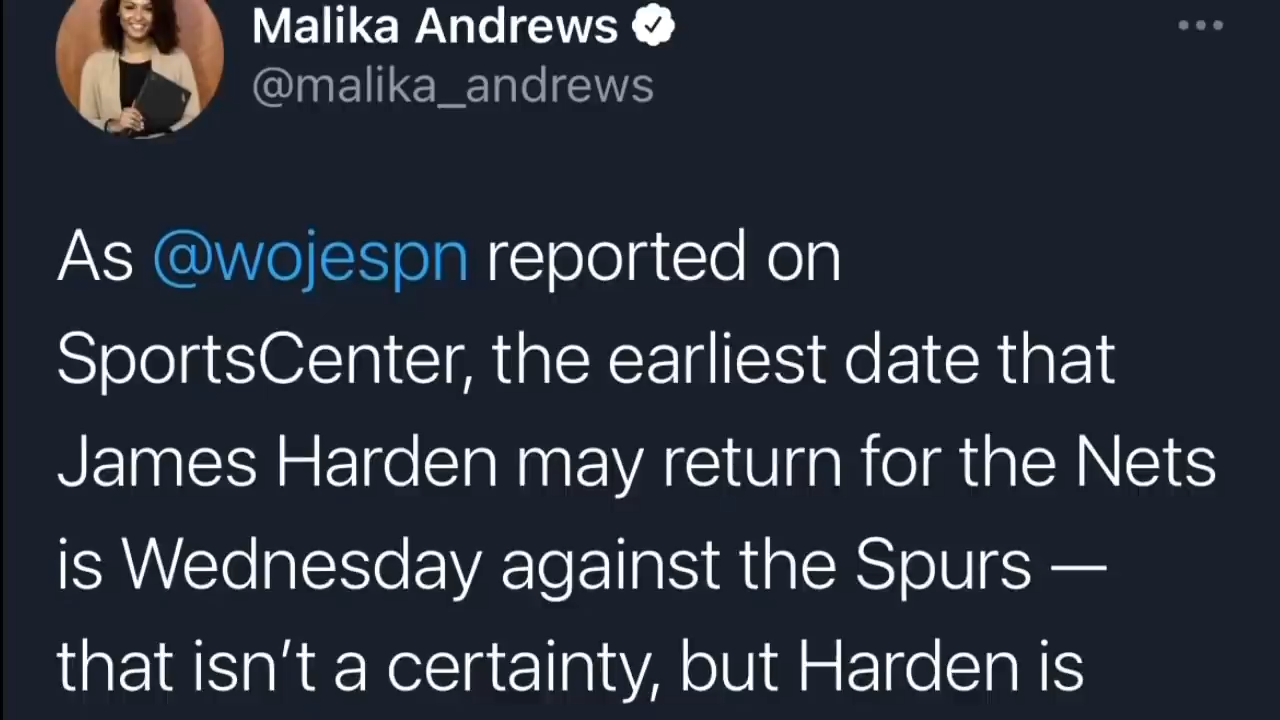 Malika Andrews
@malika_andrews
As @wojespn reported on
SportsCenter, the earliest date that
James Harden may return for the Nets
is Wednesday against the Spurs —
that isn’t a certainty, but Harden is